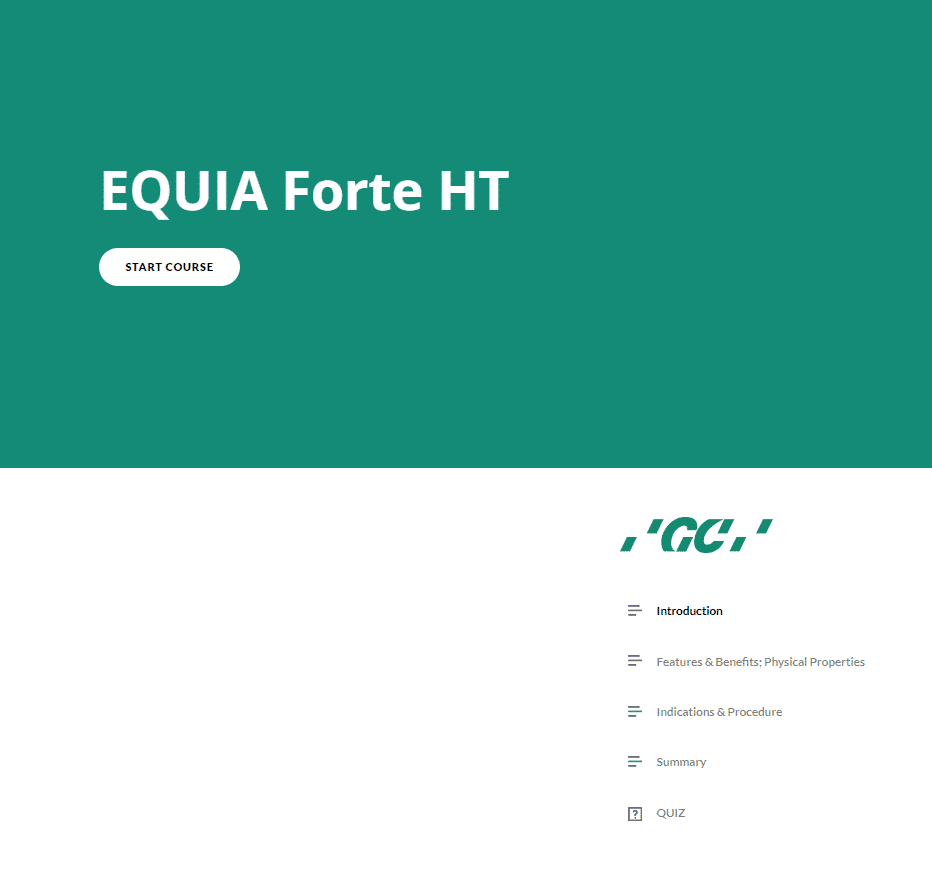 EQUIA Forte HT
START COURSE
GC
Introduction
Features & Benefits; Physical Properties
Indications & Procedure
Summary
QUIZ